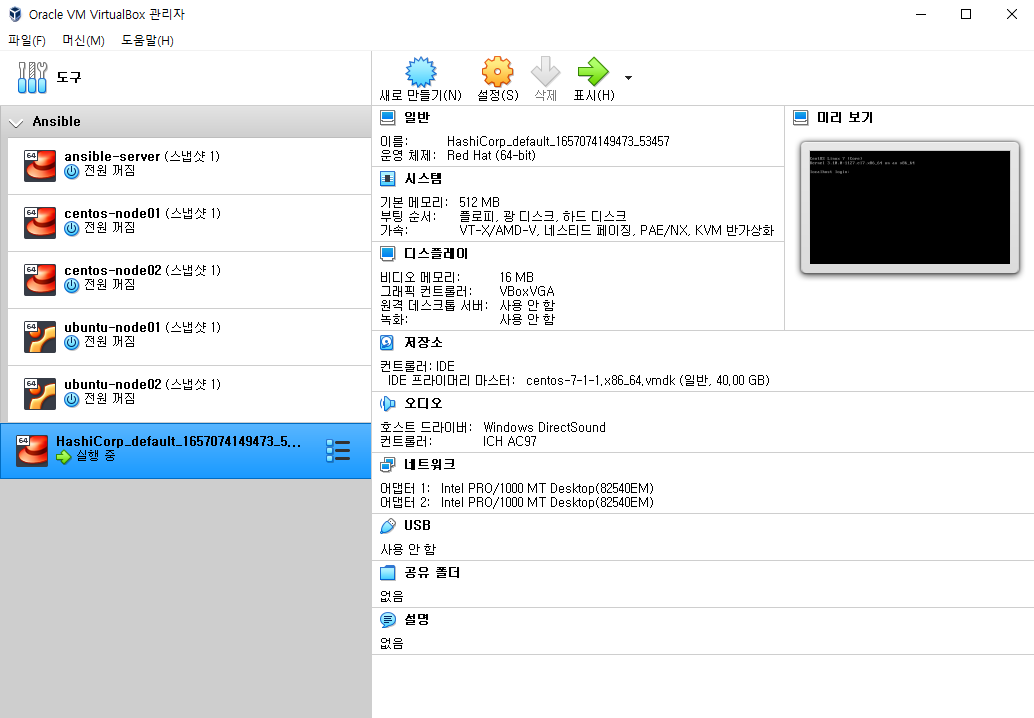 Oracle VM VirtualBox 관리자
파일(F) 머신(M) 도움말(H)
도구
새로 만들기(N) 설정(S) 삭제 표시(H)
Ansible
64
ansible-server (스냅샷 1)
전원 꺼짐
64
centos-node01 (스냅샷 1)
전원 꺼짐
64
centos-node02 (스냅샷 1)
전원 꺼짐
64
ubuntu-node01 (스냅샷 1)
전원 꺼짐
64
ubuntu-node02 (스냅샷 1)
전원 꺼짐
64
HashiCorp_default_1657074149473_5...
실행 중
일반
이름: HashiCorp_default_1657074149473_53457
운영 체제: Red Hat (64-bit)
시스템
기본 메모리: 512 MB
부팅 순서: 플로피, 광 디스크, 하드 디스크
가속: VT-X/AMD-V, 네스티드 페이징, PAE/NX, KVM 반가상화
디스플레이
비디오 메모리: 16 MB
그래픽 컨트롤러: VBoxVGA
원격 데스크톱 서버: 사용 안 함
녹화: 사용 안 함
저장소
컨트롤러: IDE
IDE 프라이머리 마스터: centos-7-1-1.x86_64.vmdk (일반, 40.00 GB)
오디오
호스트 드라이버: Windows DirectSound
컨트롤러: ICH AC97
네트워크
어댑터 1: Intel PRO/1000 MT Desktop(82540EM)
어댑터 2: Intel PRO/1000 MT Desktop(82540EM)
USB
사용 안 함
공유 폴더
없음
설명
없음
미리 보기
CentOS Linux 7 (Core)
localhost login: